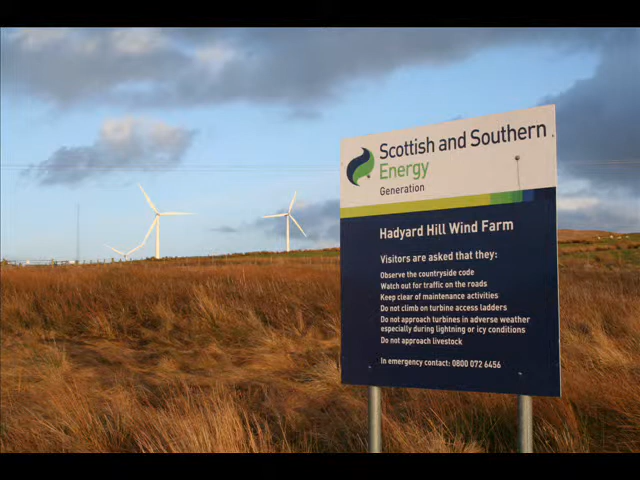 Scottish and Southern
Energy
Generation
Hadyard Hill Wind Farm
Visitors are asked that they:
Observe the countryside code
Watch out for traffic on the roads
Keep clear of maintenance activities
Do not climb on turbine access ladders
Do not approach turbines in adverse weather
especially during lightning or icy conditions
Do not approach livestock
In emergency contact: 0800 072 6456